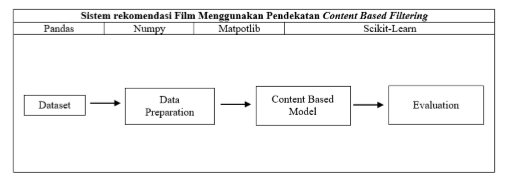 Sistem rekomendasi Film Menggunakan Pendekatan Content Based Filtering
Pandas Numpy Matpotlib Scikit-Learn
Dataset
Data
Preparation
Content Based
Model
Evaluation